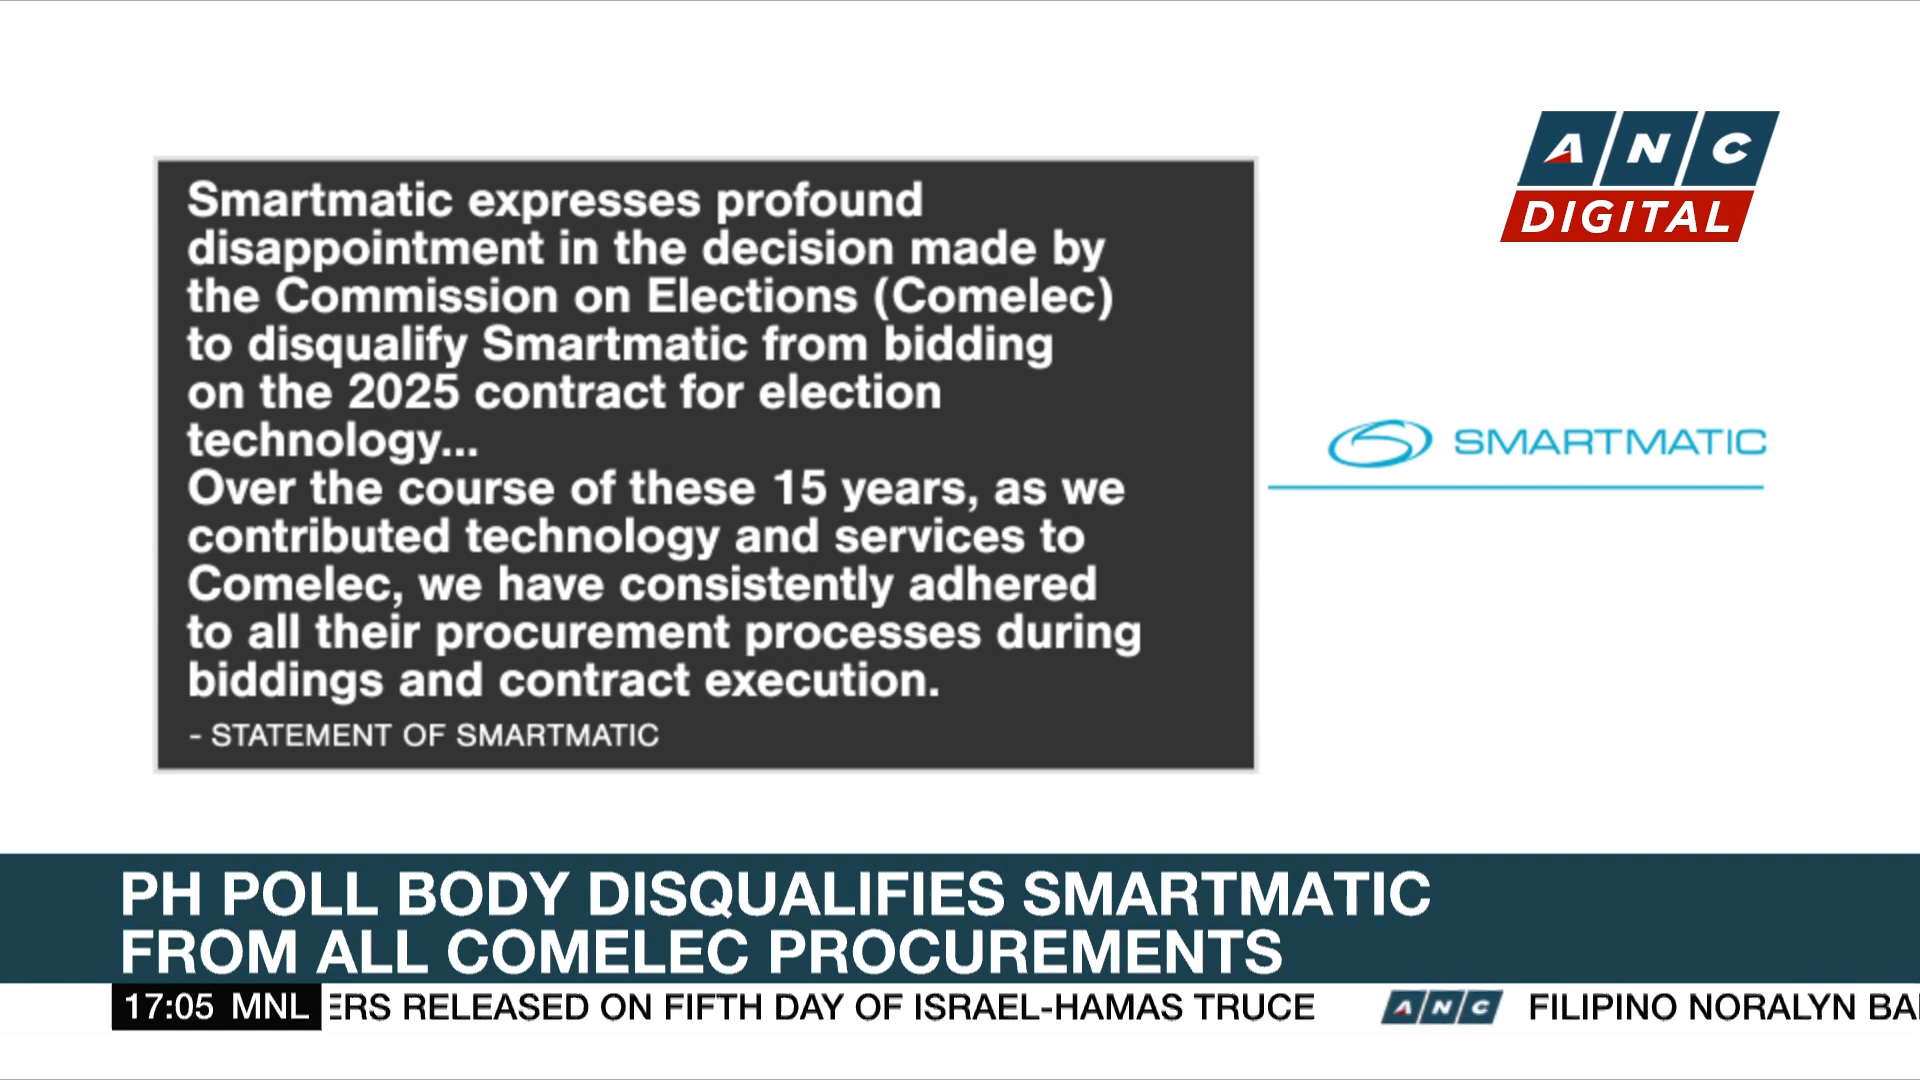 ANC
DIGITAL
Smartmatic expresses profound
disappointment in the decision made by
the Commission on Elections (Comelec)
to disqualify Smartmatic from bidding
on the 2025 contract for election
technology...
Over the course of these 15 years, as we
contributed technology and services to
Comelec, we have consistently adhered
to all their procurement processes during
biddings and contract execution.
- STATEMENT OF SMARTMATIC
SMARTMATIC
PH POLL BODY DISQUALIFIES SMARTMATIC
FROM ALL COMELEC PROCUREMENTS
17:05 MNL ERS RELEASED ON FIFTH DAY OF ISRAEL-HAMAS TRUCE ANC FILIPINO NORALYN BA